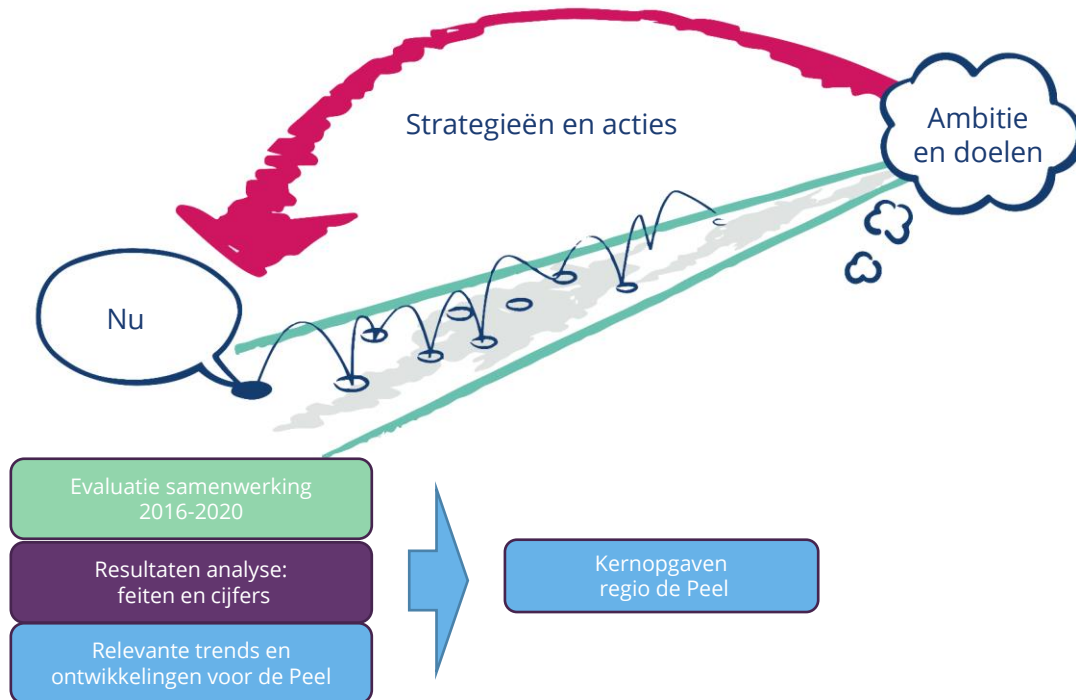 Strategieën en acties
Ambitie
en doelen
Nu
Evaluatie samenwerking
2016-2020
Resultaten analyse:
feiten en cijfers
Relevante trends en
ontwikkelingen voor de Peel
Kernopgaven
regio de Peel